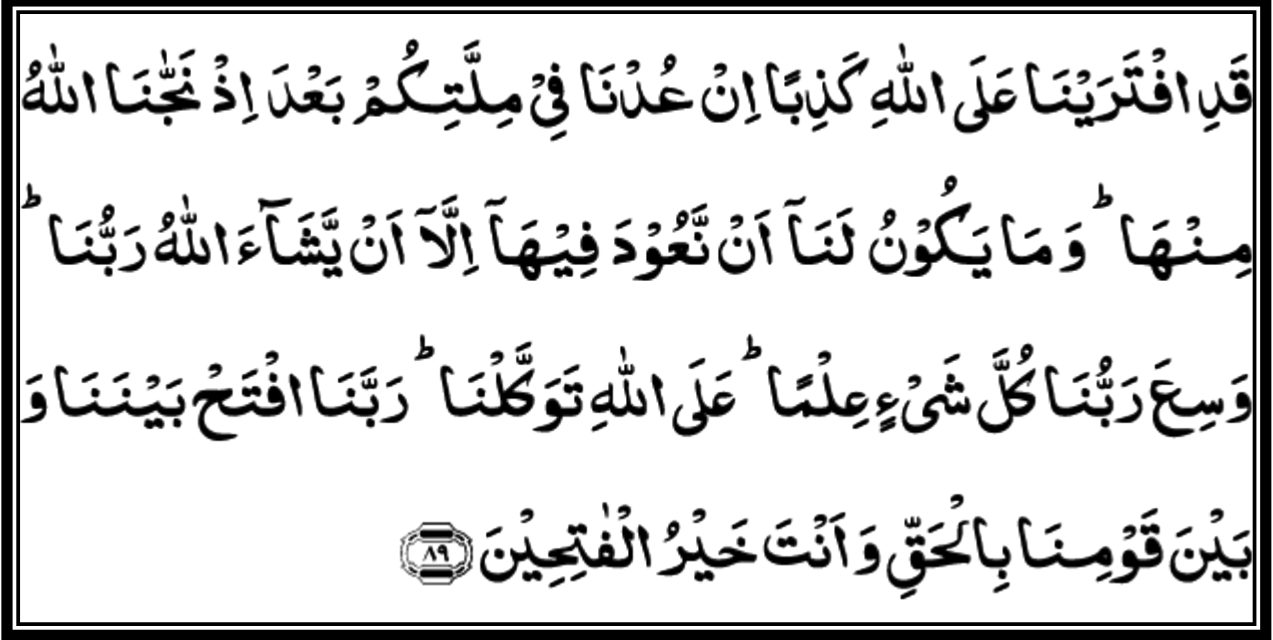 قَدِ افْتَرَيْنَا عَلَى اللّٰهِ كَذِبًا اِنْ عُدْنَا فِىْ مِلَّتِكُمْ بَعْدَ اِذْ نَجّٰنَا اللّٰهُ
مِنْهَا ؕ وَ مَا يَكُوْنُ لَنَاۤ اَنْ نَّعُوْدَ فِيْهَاۤ اِلَّاۤ اَنْ يَّشَآءَ اللّٰهُ رَبُّنَا ؕ
وَسِعَ رَبُّنَا كُلَّ شَىْءٍ عِلْمًا ؕ عَلَى اللّٰهِ تَوَكَّلْنَا ؕ رَبَّنَا افْتَحْ بَيْنَنَا وَ
بَيْنَ قَوْمِنَا بِالْحَقِّ وَ اَنْتَ خَيْرُ الْفٰتِحِيْنَ ٨٩